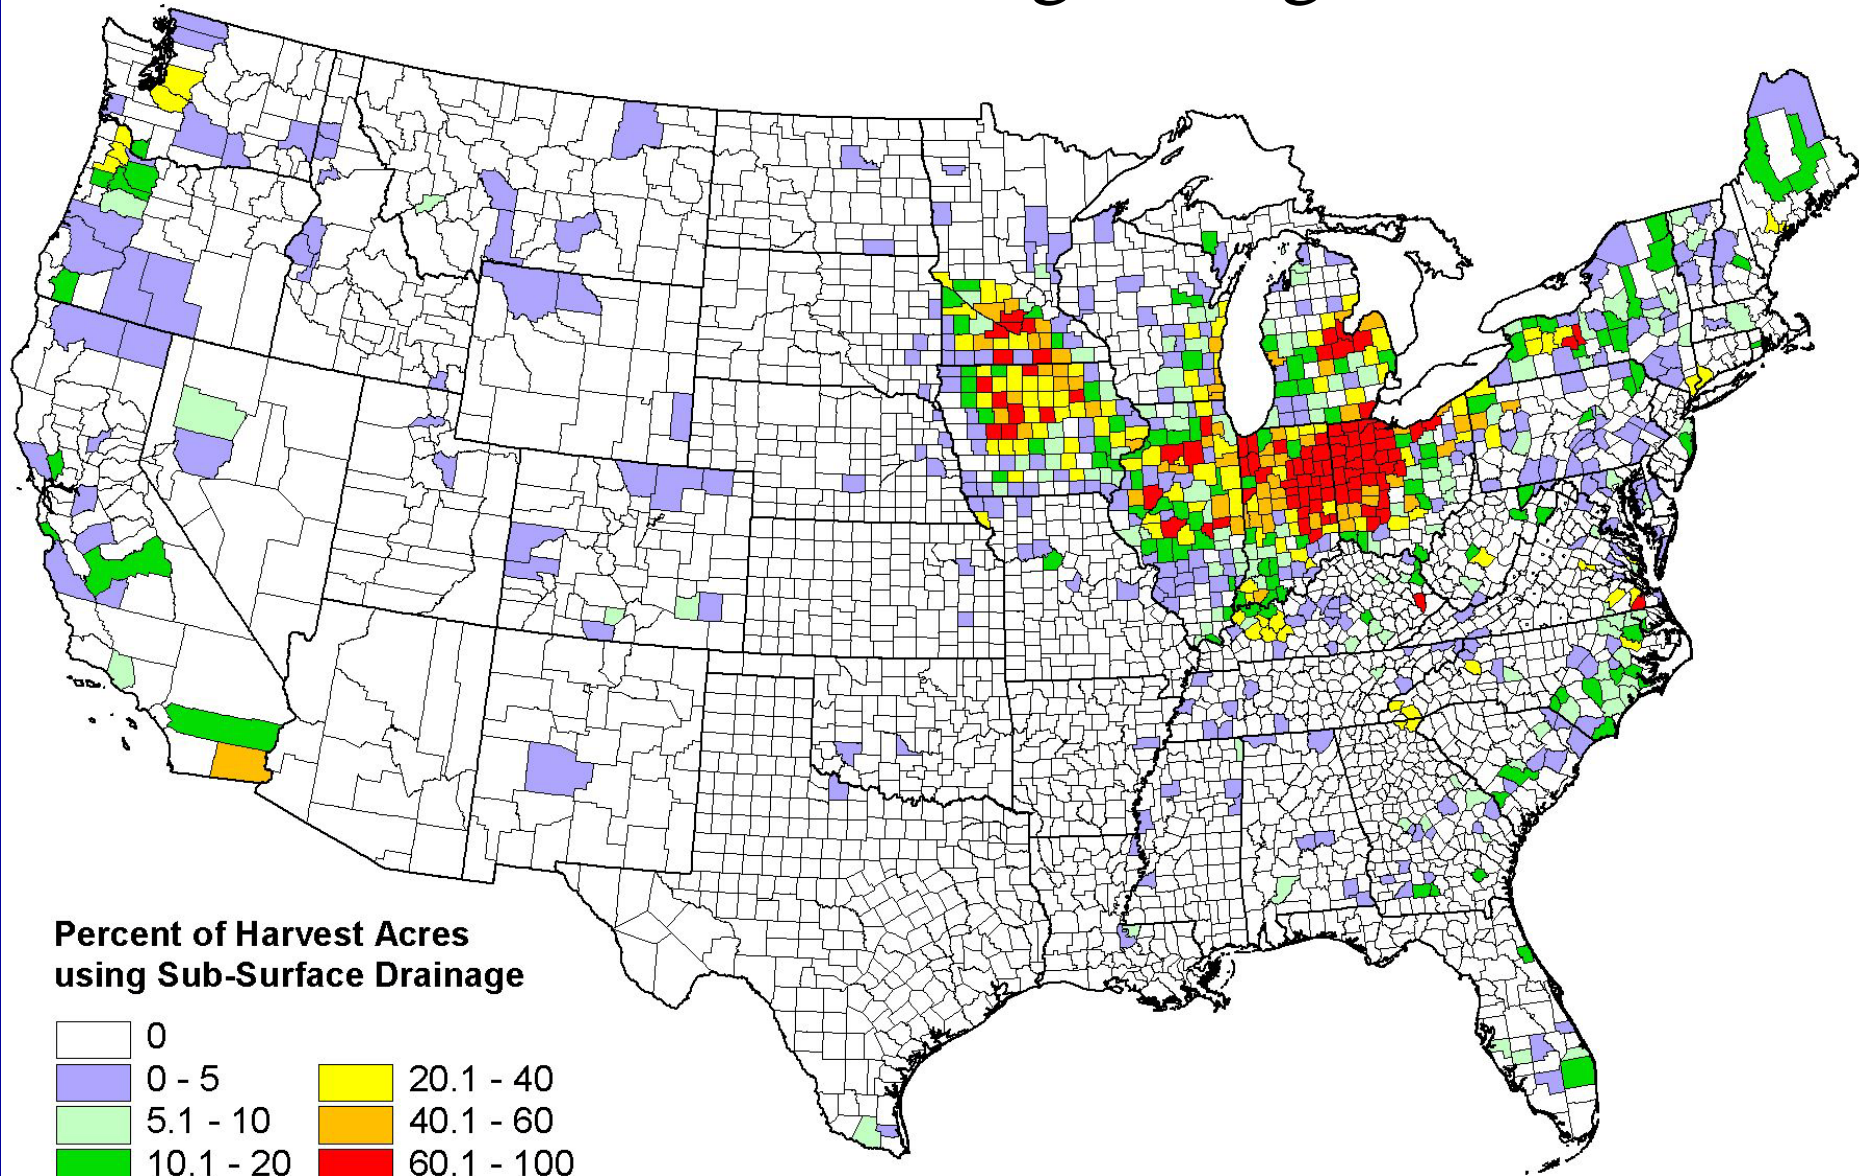 Percent of Harvest Acres
using Sub-Surface Drainage
0
0 - 5
20.1 - 40
5.1 - 10
40.1 - 60
10.1 - 20
60.1 - 100